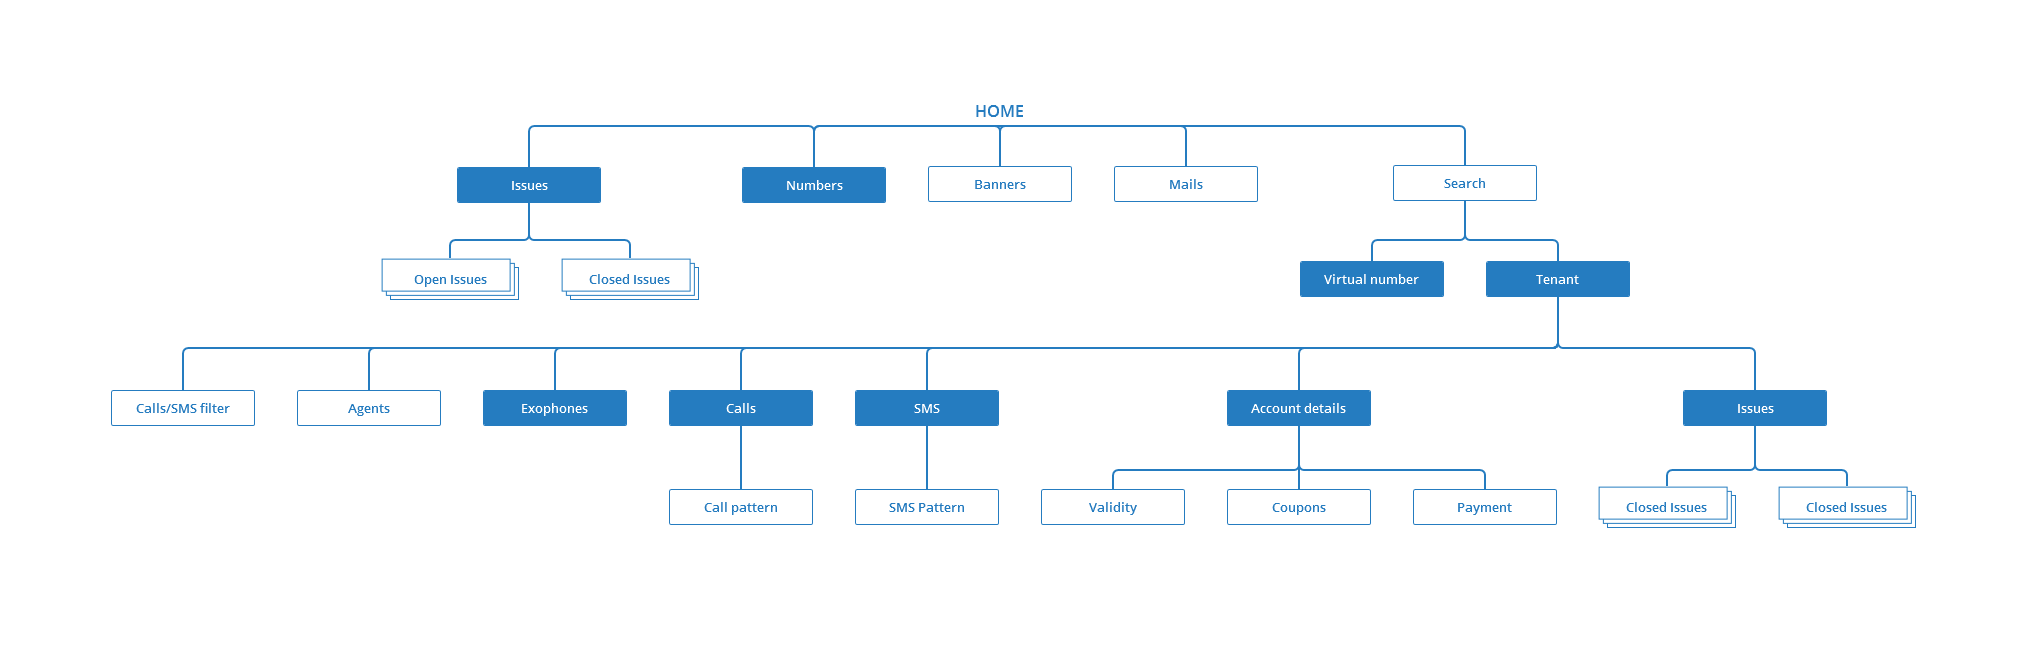 HOME
Issues
Numbers
Banners
Mails
Search
Open Issues
Closed Issues
Virtual number
Tenant
Calls/SMS filter
Agents
Exophones
Calls
SMS
Account details
Issues
Call pattern
SMS Pattern
Validity
Coupons
Payment
Closed Issues
Closed Issues